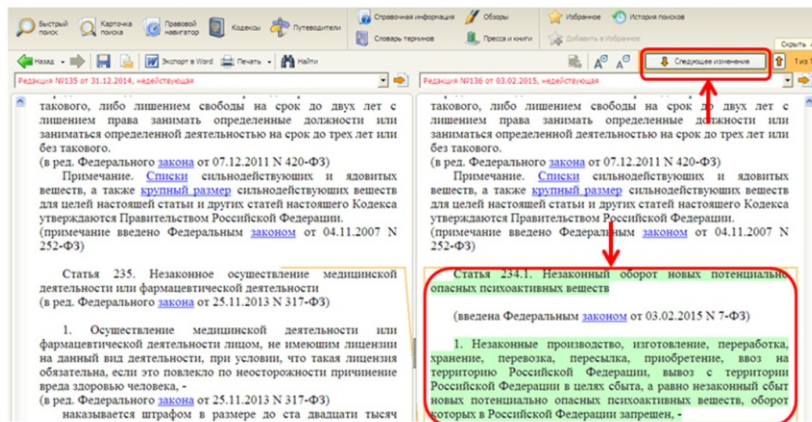 Быстрый поиск
Карточка поиска
Правовой навигатор
Кодексы
Путеводители
Справочная информация
Словарь терминов
Обзоры
Пресса и книги
Избранное
Добавить в Избранное
История поисков
Скрыть
Назад
Экспорт в Word
Печать
Найти
Следующее изменение
Редакция №135 от 31.12.2014, недействующая
Редакция №136 от 03.02.2015, недействующая
такового, либо лишением свободы на срок до двух лет с
лишением права занимать определенные должности или
заниматься определенной деятельностью на срок до трех лет или
без такового.
(в ред. Федерального закона от 07.12.2011 N 420-ФЗ)
Примечание. Списки сильнодействующих и ядовитых
веществ, а также крупный размер сильнодействующих веществ
для целей настоящей статьи и других статей настоящего Кодекса
утверждаются Правительством Российской Федерации.
(примечание введено Федеральным законом от 04.11.2007 N
252-ФЗ)
Статья 235. Незаконное осуществление медицинской
деятельности или фармацевтической деятельности
(в ред. Федерального закона от 25.11.2013 N 317-ФЗ)
1. Осуществление медицинской деятельности или
фармацевтической деятельности лицом, не имеющим лицензии
на данный вид деятельности, при условии, что такая лицензия
обязательна, если это повлекло по неосторожности причинение
вреда здоровью человека, -
(в ред. Федерального закона от 25.11.2013 N 317-ФЗ)
наказывается штрафом в размере до ста двадцати тысяч
такового, либо лишением свободы на срок до двух лет с
лишением права занимать определенные должности или
заниматься определенной деятельностью на срок до трех лет или
без такового.
(в ред. Федерального закона от 07.12.2011 N 420-ФЗ)
Примечание. Списки сильнодействующих и ядовитых
веществ, а также крупный размер сильнодействующих веществ
для целей настоящей статьи и других статей настоящего Кодекса
утверждаются Правительством Российской Федерации.
(примечание введено Федеральным законом от 04.11.2007 N
252-ФЗ)
Статья 234.1. Незаконный оборот новых потенциально
опасных психоактивных веществ
(введена Федеральным законом от 03.02.2015 N 7-ФЗ)
1. Незаконные производство, изготовление, переработка,
хранение, перевозка, пересылка, приобретение, ввоз на
территорию Российской Федерации, вывоз с территории
Российской Федерации в целях сбыта, а равно незаконный сбыт
новых потенциально опасных психоактивных веществ, оборот
которых в Российской Федерации запрещен, -